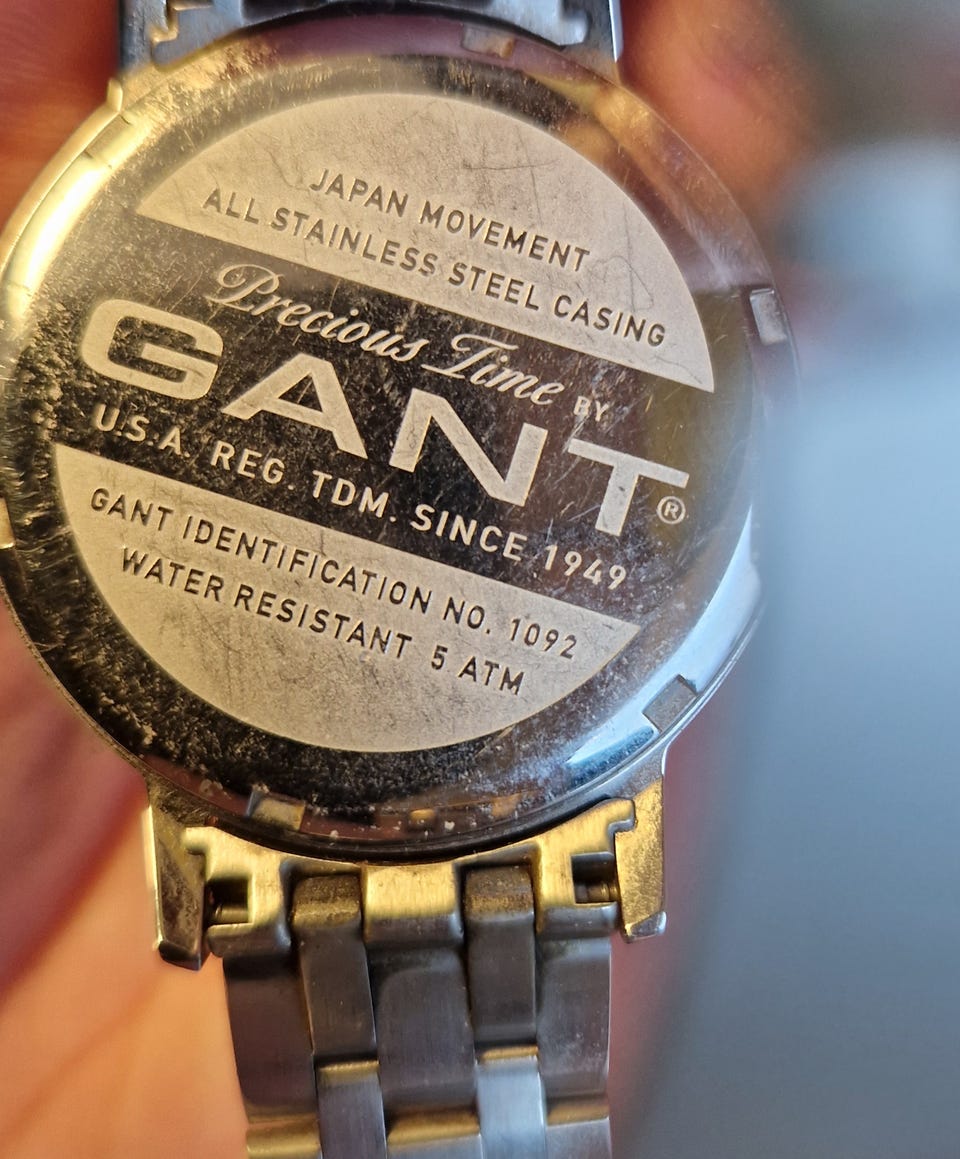 JAPAN MOVEMENT
ALL STAINLESS STEEL CASING
Precious Time BY
GANT®
U.S.A. REG. TDM. SINCE 1949
GANT IDENTIFICATION NO. 1092
WATER RESISTANT 5 ATM